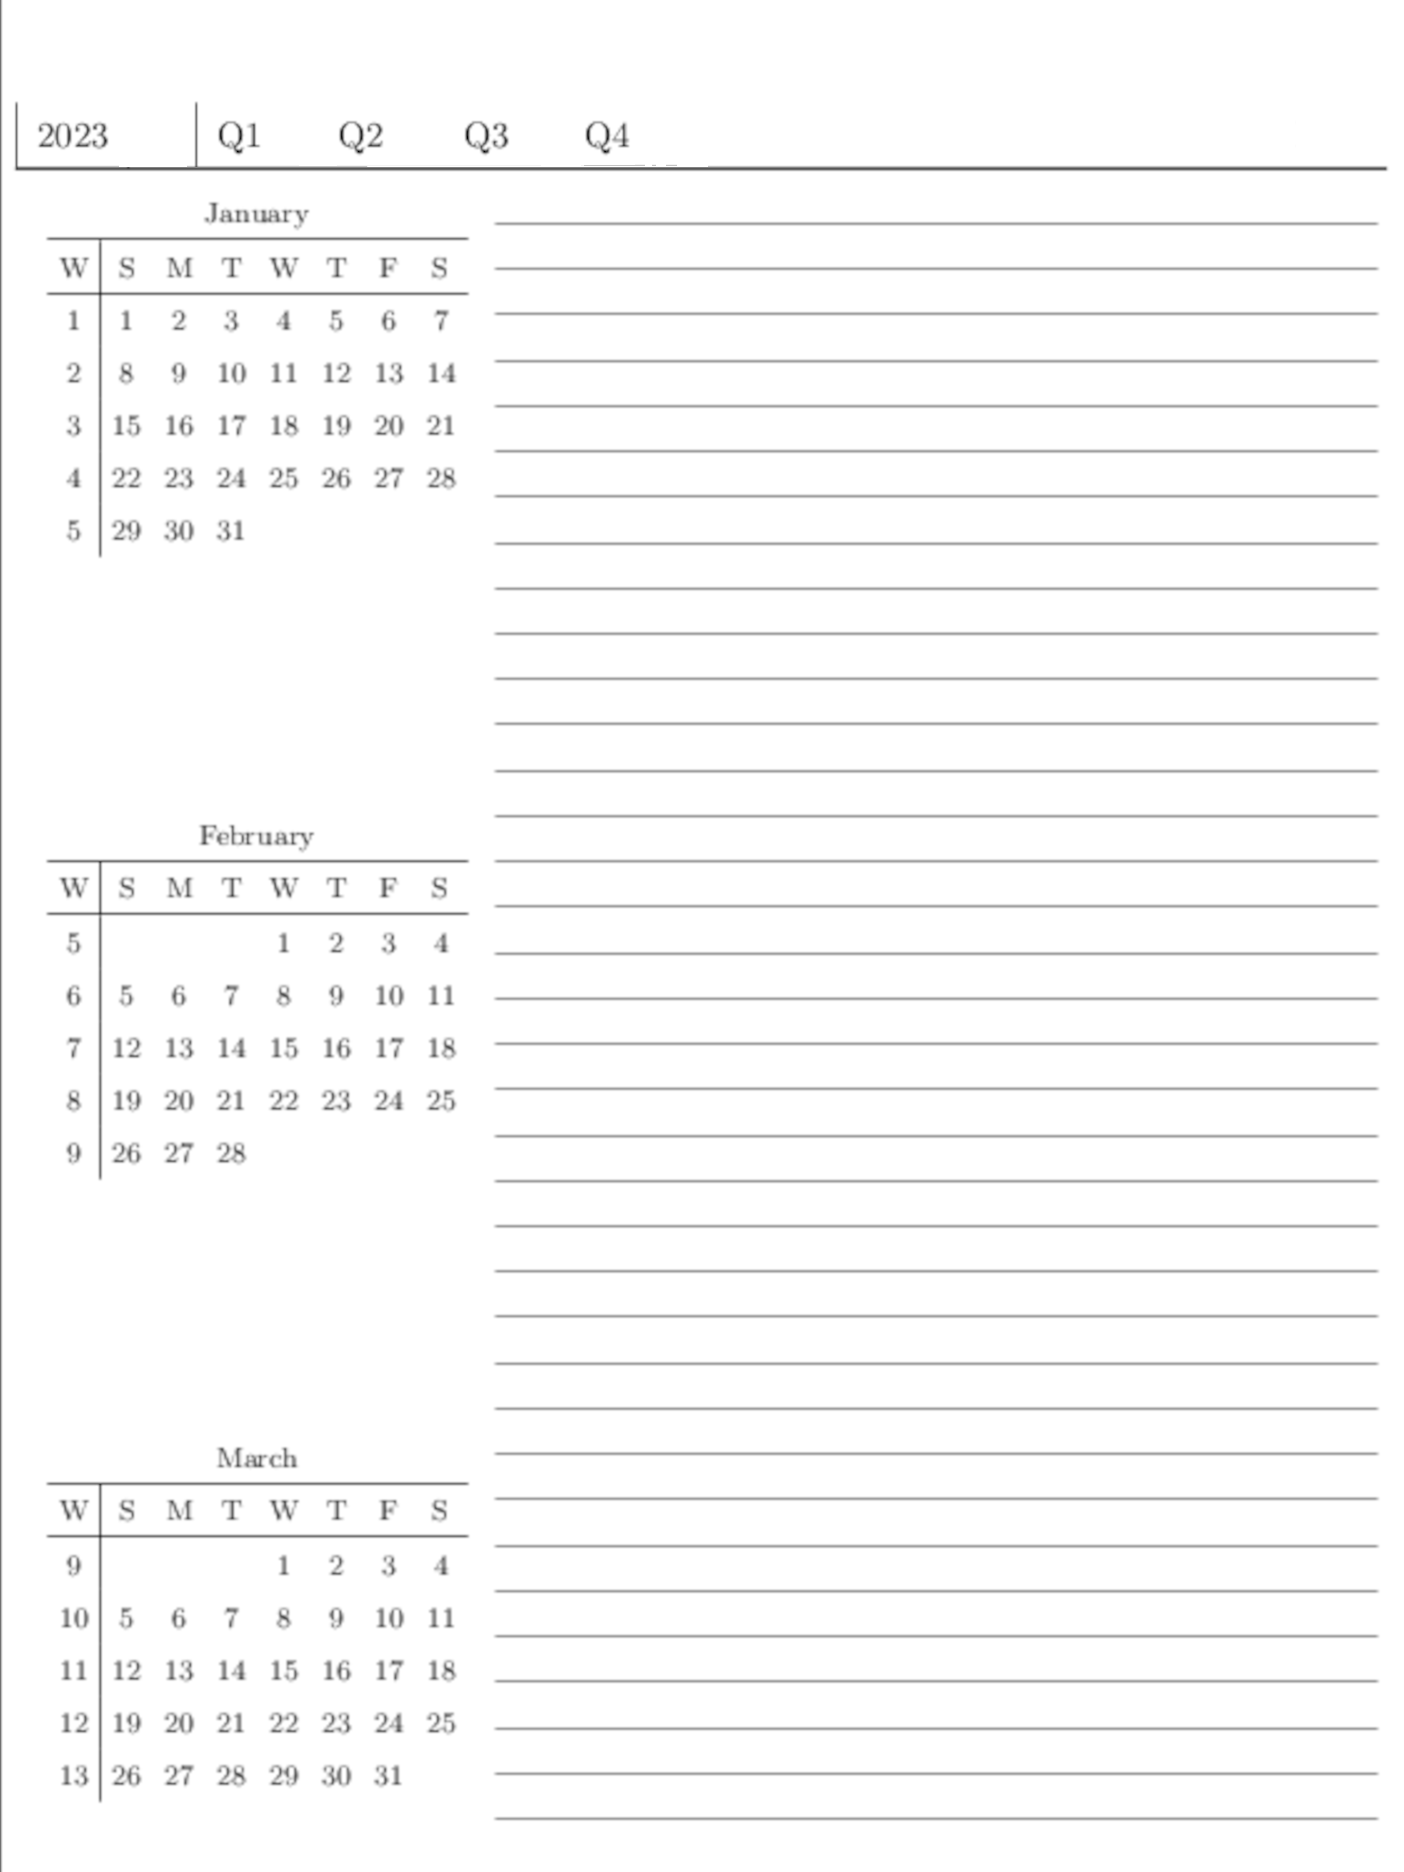 2023 Q1 Q2 Q3 Q4
January
W S M T W T F S
1 1 2 3 4 5 6 7
2 8 9 10 11 12 13 14
3 15 16 17 18 19 20 21
4 22 23 24 25 26 27 28
5 29 30 31
February
W S M T W T F S
5 1 2 3 4
6 5 6 7 8 9 10 11
7 12 13 14 15 16 17 18
8 19 20 21 22 23 24 25
9 26 27 28
March
W S M T W T F S
9 1 2 3 4
10 5 6 7 8 9 10 11
11 12 13 14 15 16 17 18
12 19 20 21 22 23 24 25
13 26 27 28 29 30 31